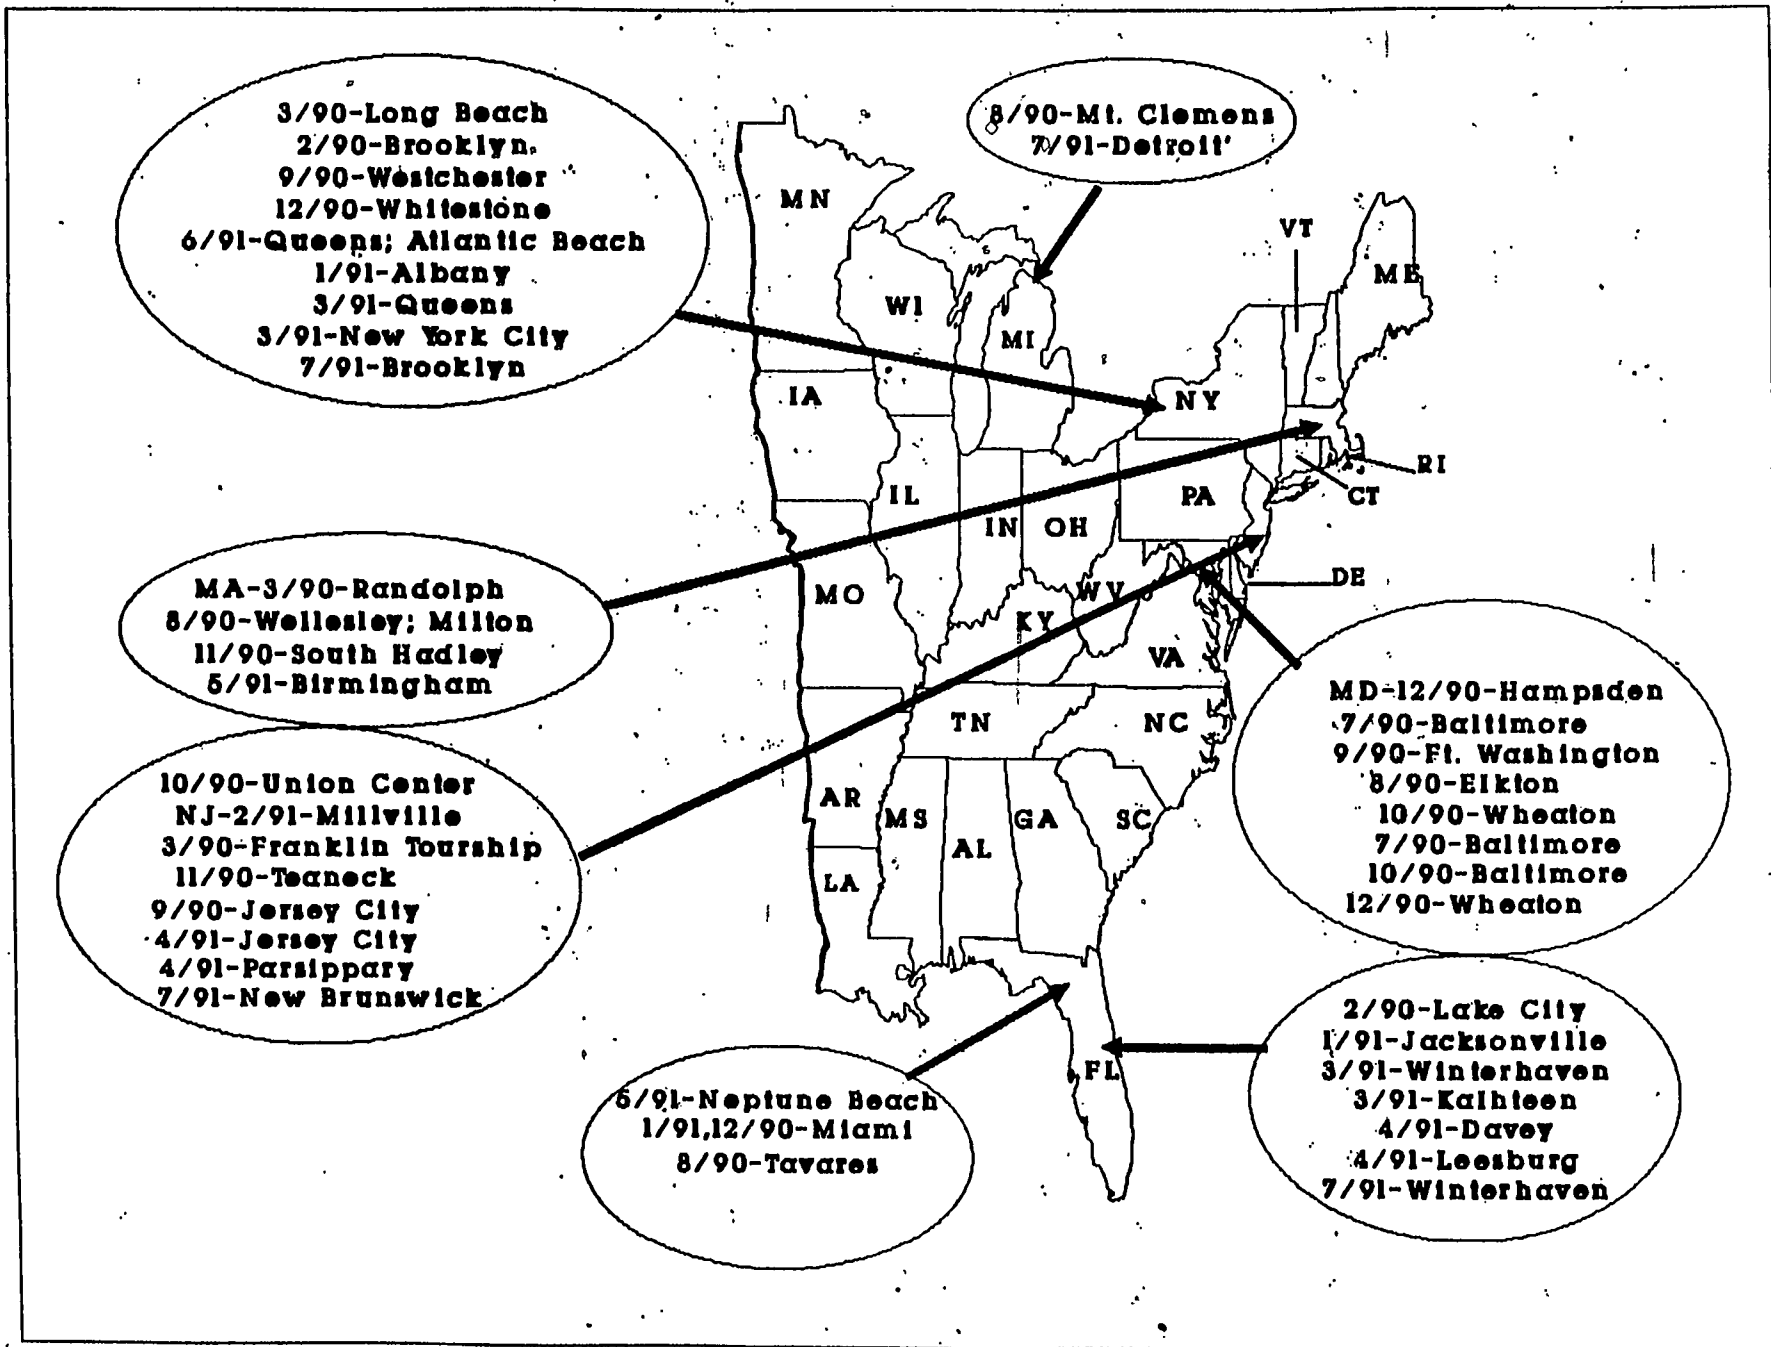 3/90-Long Beach
2/90-Brooklyn
9/90-Westchester
12/90-Whitestone
6/91-Queens; Atlantic Beach
1/91-Albany
3/91-Queens
3/91-New York City
7/91-Brooklyn
8/90-Mt. Clemens
7/91-Detroit
MN
WI
MI
VT
ME
IA
NY
IL
IN
OH
PA
RI
CT
MO
WV
KY
VA
DE
TN
NC
AR
MS
AL
GA
SC
LA
FL
MA-3/90-Randolph
8/90-Wellesley; Milton
11/90-South Hadley
5/91-Birmingham
10/90-Union Center
NJ-2/91-Millville
3/90-Franklin Tourship
11/90-Teaneck
9/90-Jersey City
4/91-Jersey City
4/91-Parsippary
7/91-New Brunswick
MD-12/90-Hampsden
7/90-Baltimore
9/90-Ft. Washington
8/90-Elkton
10/90-Wheaton
7/90-Baltimore
10/90-Baltimore
12/90-Wheaton
5/91-Neptune Beach
1/91,12/90-Miami
8/90-Tavares
2/90-Lake City
1/91-Jacksonville
3/91-Winterhaven
3/91-Kathleen
4/91-Davey
4/91-Leesburg
7/91-Winterhaven